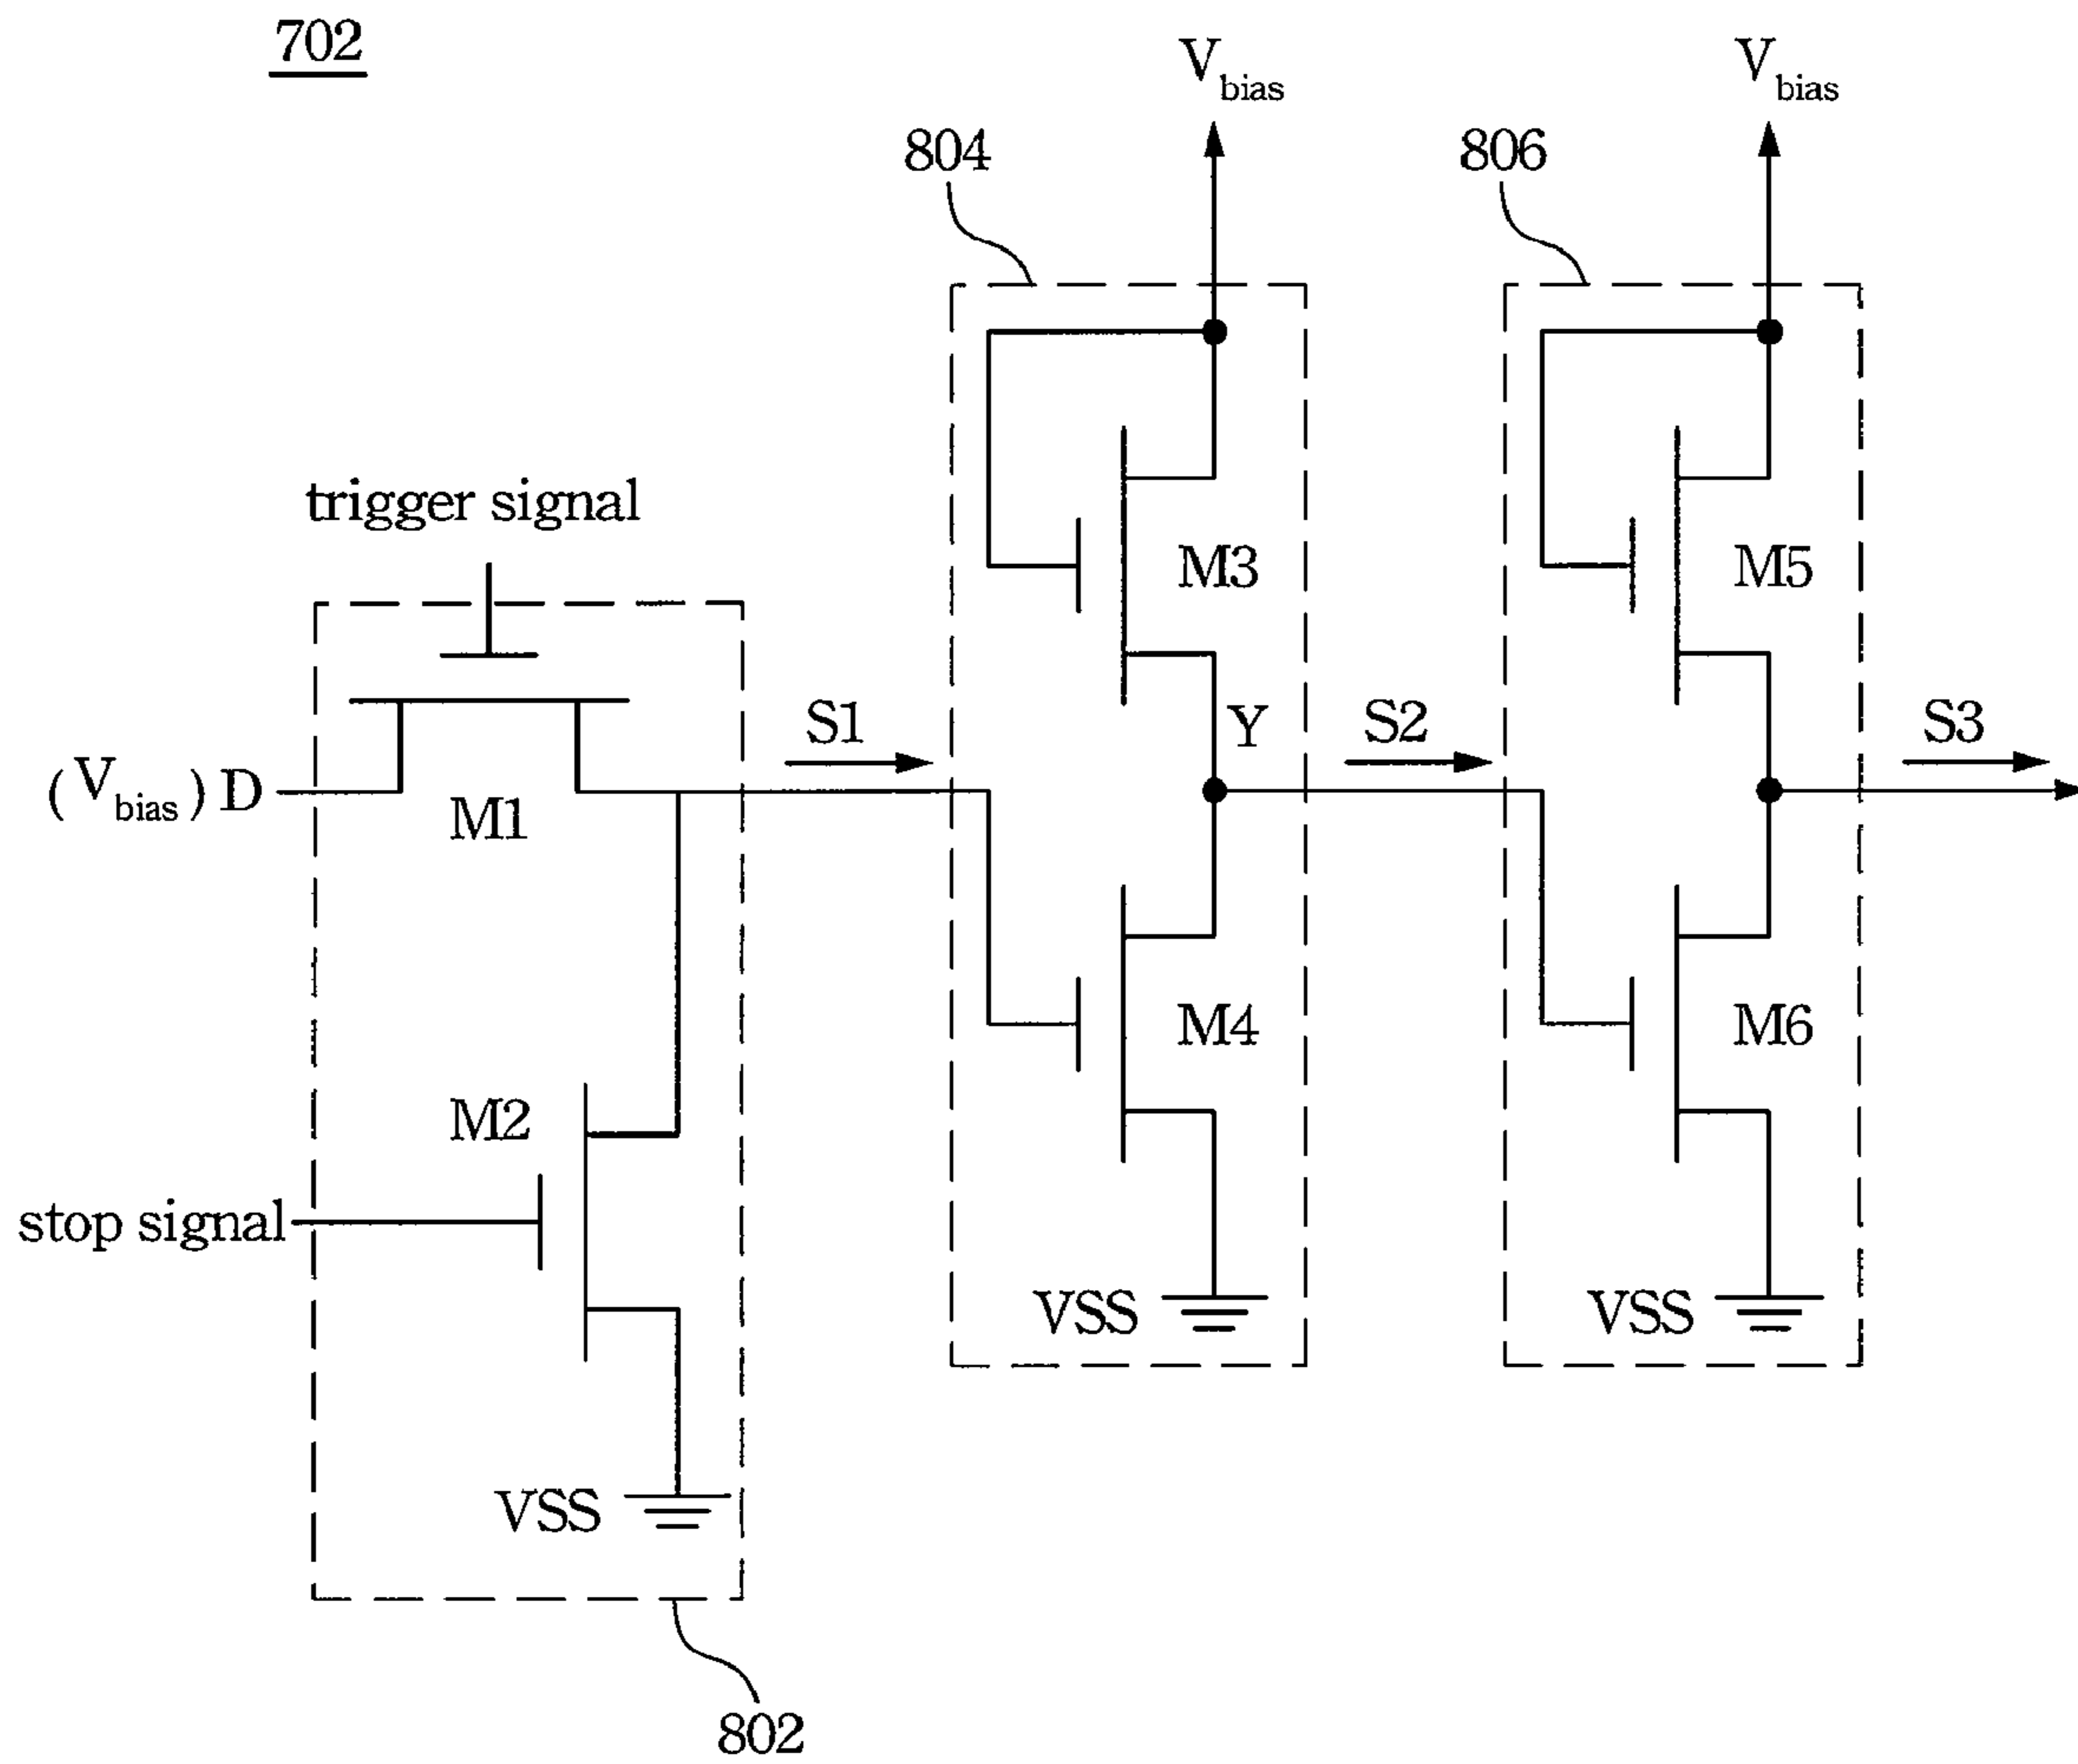 702
V bias
V bias
804
806
trigger signal
M3
M5
S1
Y
S2
S3
(V bias) D
M1
M4
M6
M2
stop signal
VSS
VSS
VSS
802